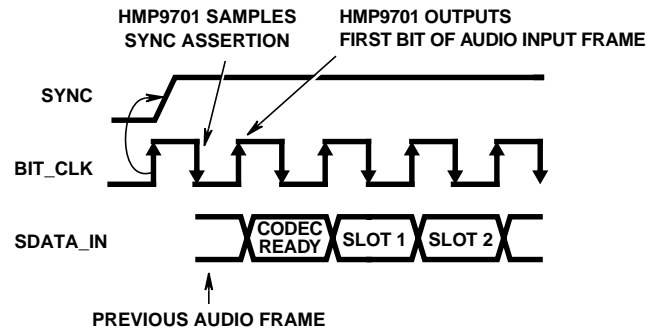 HMP9701 SAMPLES
SYNC ASSERTION
HMP9701 OUTPUTS
FIRST BIT OF AUDIO INPUT FRAME
SYNC
BIT_CLK
SDATA_IN
CODEC
READY
SLOT 1
SLOT 2
PREVIOUS AUDIO FRAME